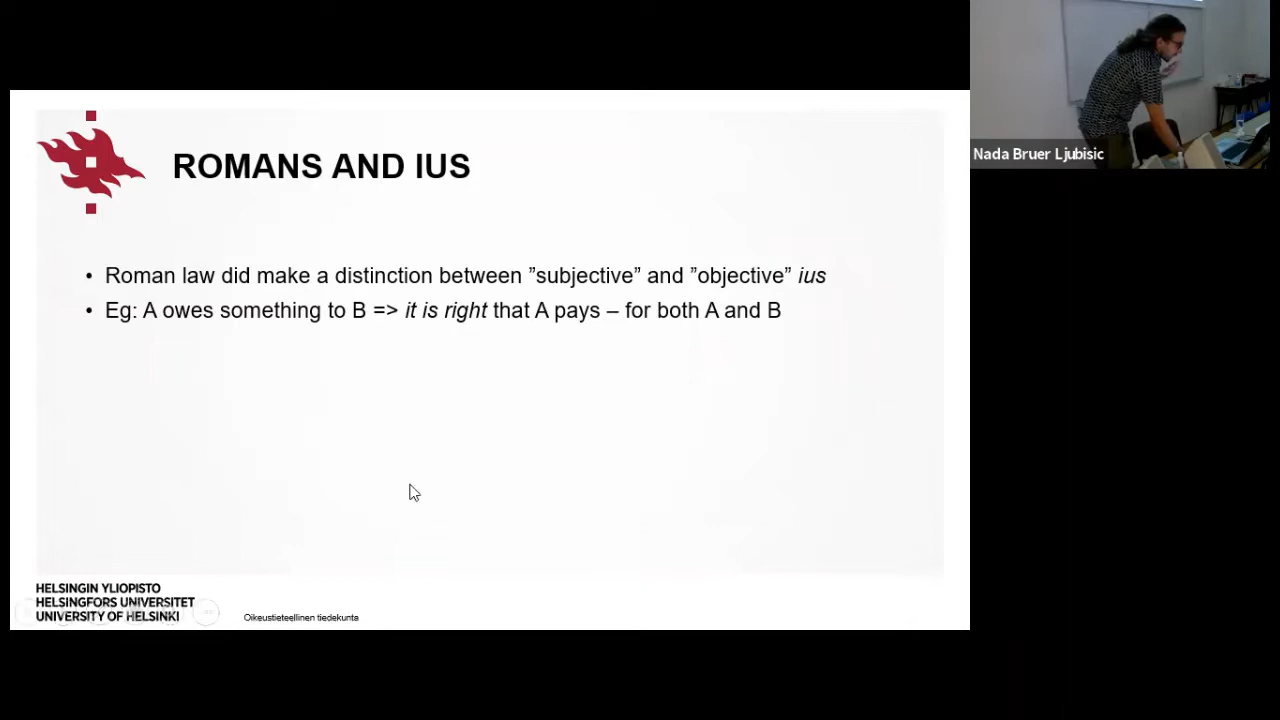 ROMANS AND IUS
• Roman law did make a distinction between ”subjective” and ”objective” ius
• Eg: A owes something to B => it is right that A pays – for both A and B
HELSINGIN YLIOPISTO
HELSINGFORS UNIVERSITET
UNIVERSITY OF HELSINKI
Oikeustieteellinen tiedekunta
Nada Bruer Ljubisic